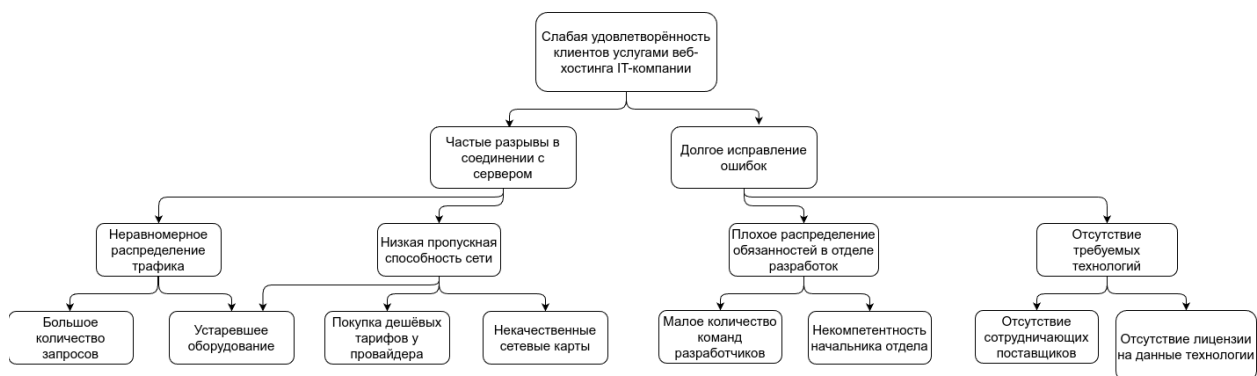 Слабая удовлетворённость
клиентов услугами веб-
хостинга IT-компании
Частые разрывы в
соединении с
сервером
Долгое исправление
ошибок
Неравномерное
распределение
трафика
Низкая пропускная
способность сети
Плохое распределение
обязанностей в отделе
разработок
Отсутствие
требуемых
технологий
Большое
количество
запросов
Устаревшее
оборудование
Покупка дешёвых
тарифов у
провайдера
Некачественные
сетевые карты
Малое количество
команд
разработчиков
Некомпетентность
начальника отдела
Отсутствие
сотрудничающих
поставщиков
Отсутствие лицензии
на данные технологии